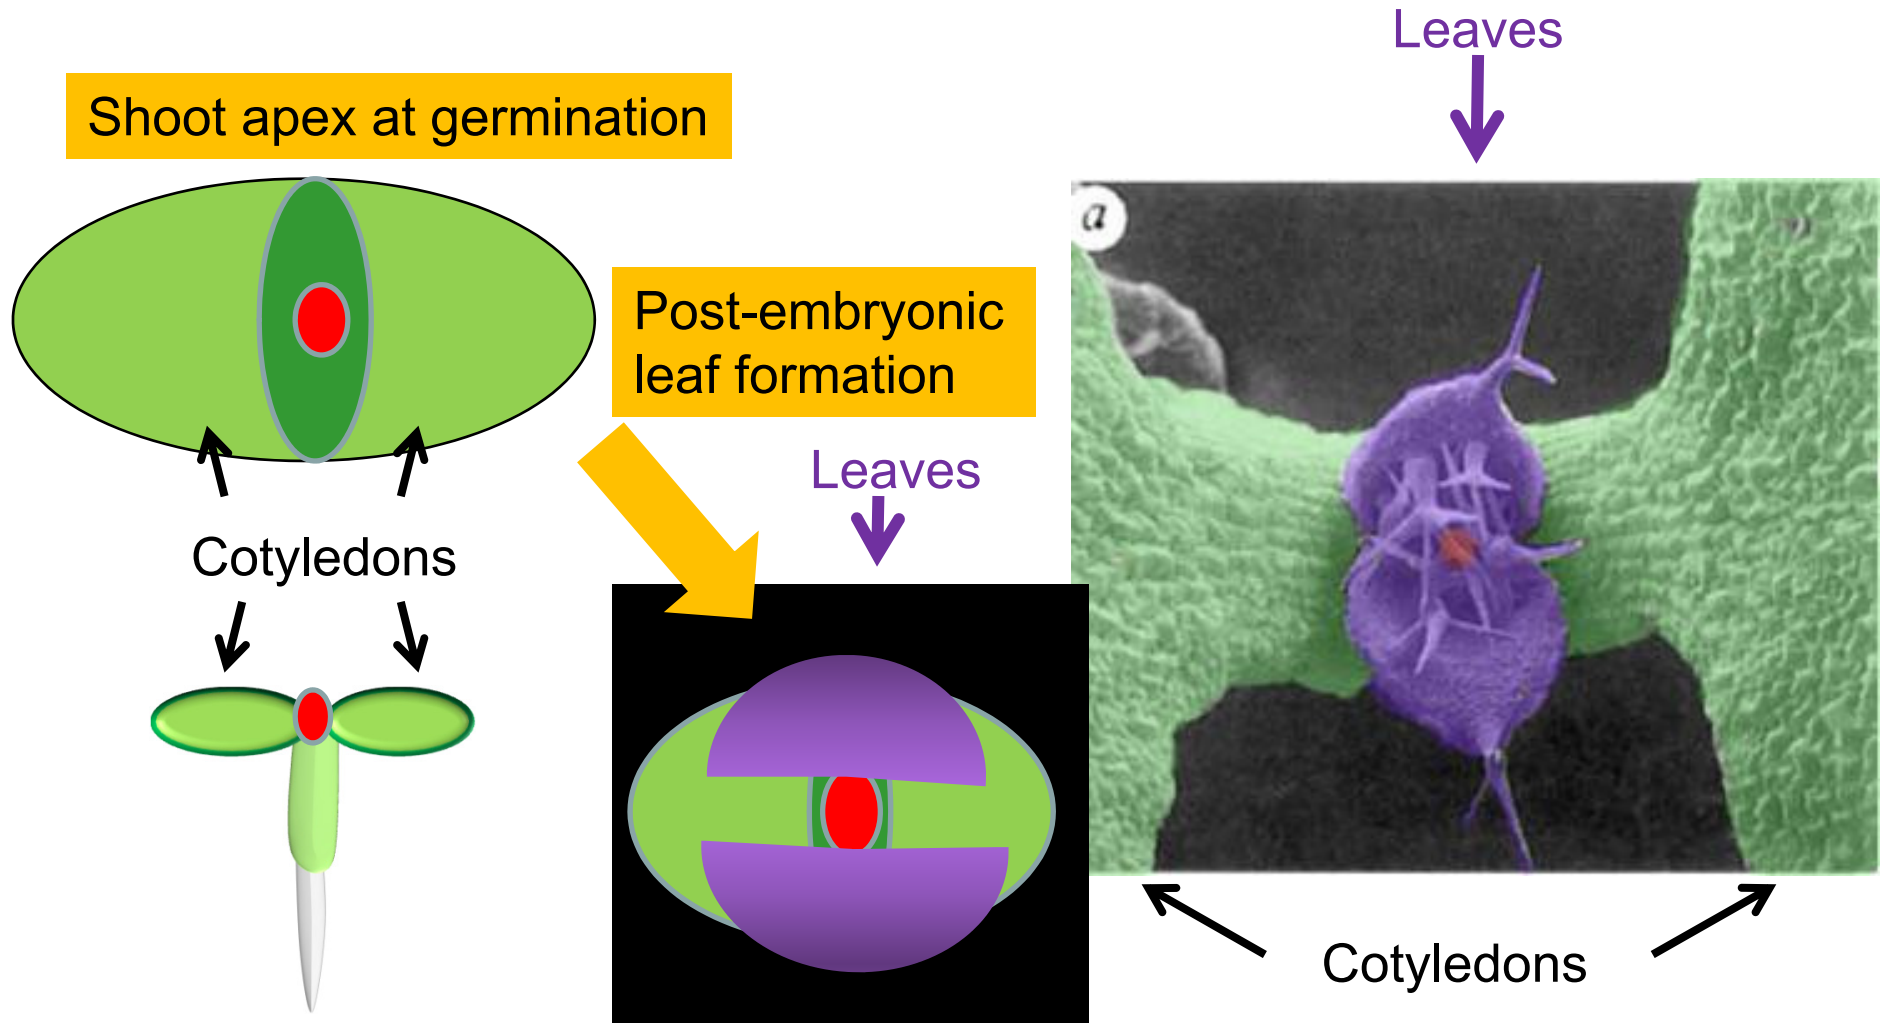 Leaves
Shoot apex at germination
a
Post-embryonic
leaf formation
Leaves
Cotyledons
Cotyledons